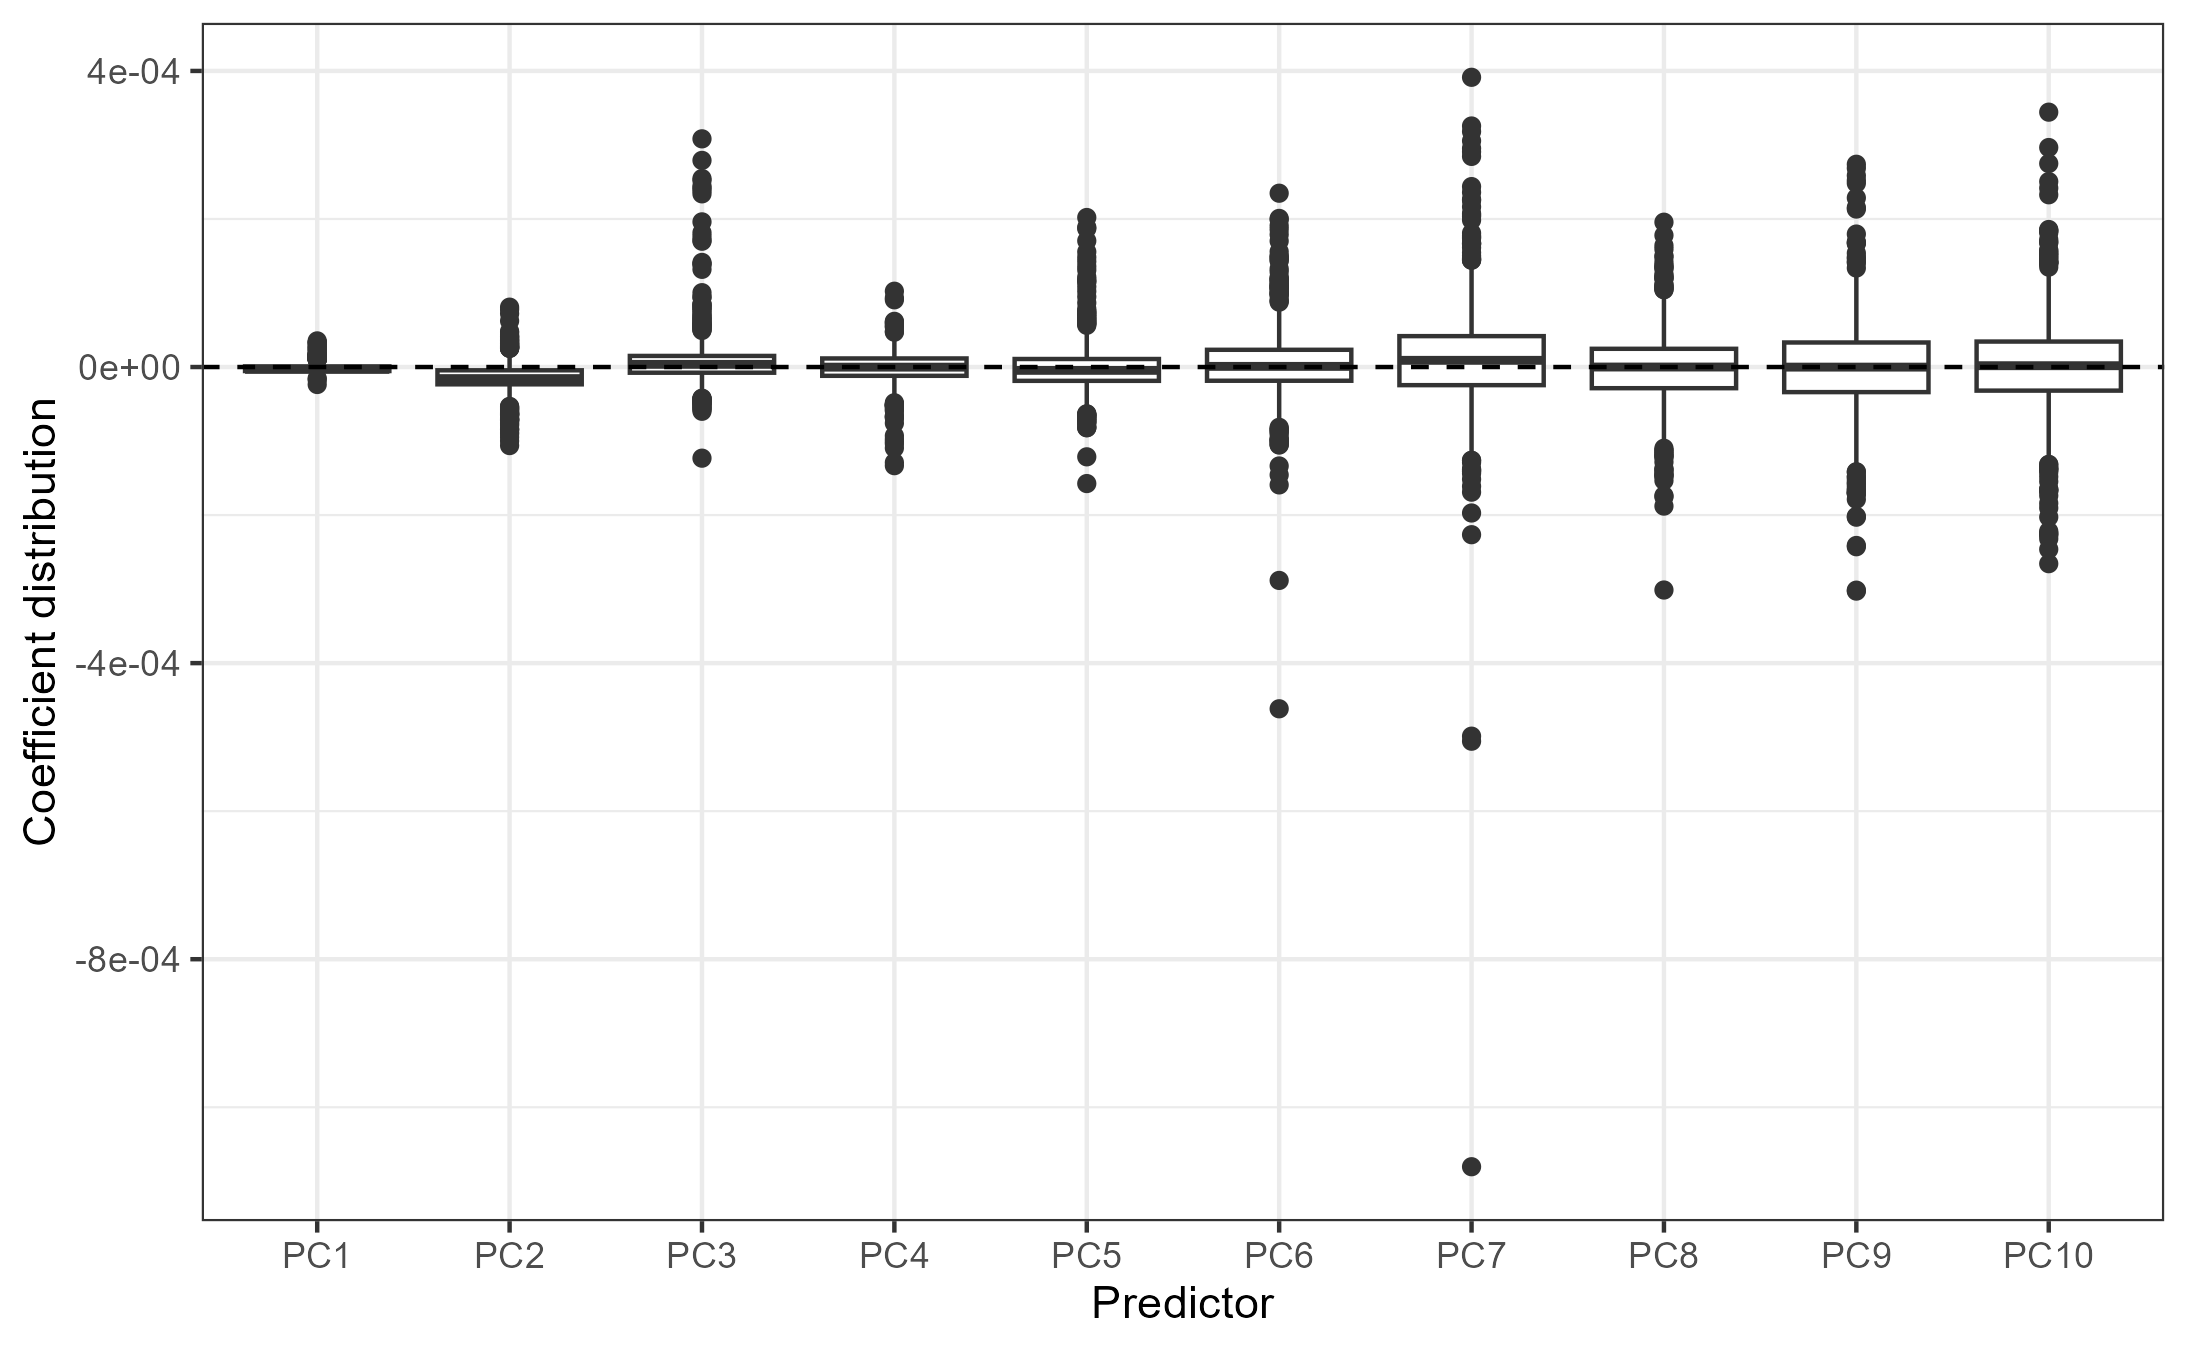 Coefficient distribution
4e-04
0e+00
-4e-04
-8e-04
PC1 PC2 PC3 PC4 PC5 PC6 PC7 PC8 PC9 PC10
Predictor